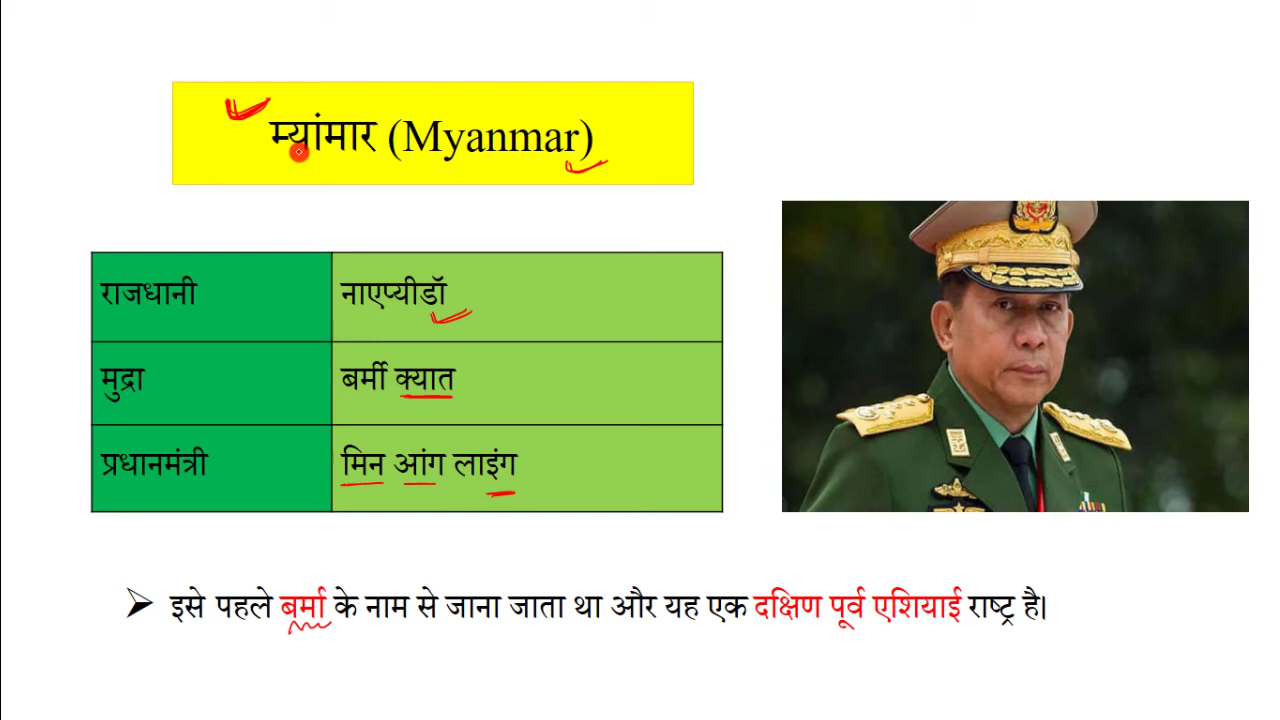 म्यांमार (Myanmar)
राजधानी नाएप्यीडॉ
मुद्रा बर्मी क्यात
प्रधानमंत्री मिन आंग लाइंग
इसे पहले बर्मा के नाम से जाना जाता था और यह एक दक्षिण पूर्व एशियाई राष्ट्र है।